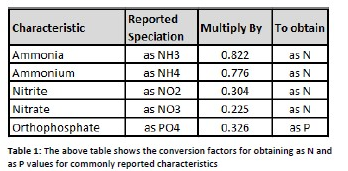 Characteristic Reported Speciation Multiply By To obtain
Ammonia as NH3 0.822 as N
Ammonium as NH4 0.776 as N
Nitrite as NO2 0.304 as N
Nitrate as NO3 0.225 as N
Orthophosphate as PO4 0.326 as P
Table 1: The above table shows the conversion factors for obtaining as N and
as P values for commonly reported characteristics